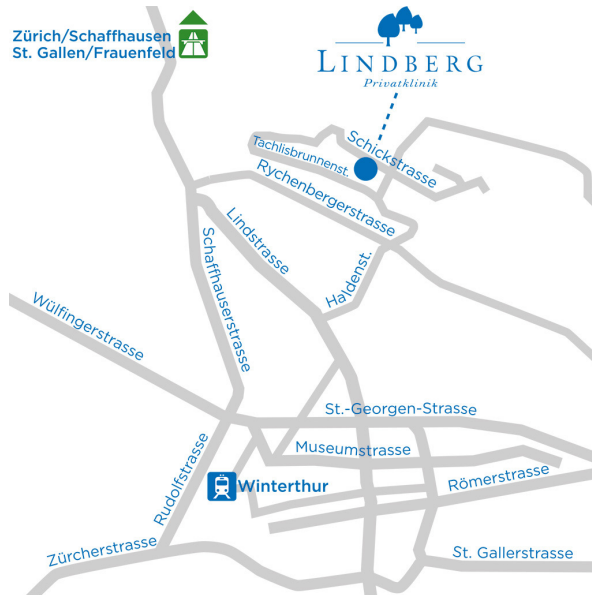 Zürich/Schaffhausen
St. Gallen/Frauenfeld
LINDBERG
Privatklinik
Schickstrasse
Tachlisbrunnenst.
Rychenbergerstrasse
Lindstrasse
Schaffhauserstrasse
Haldenst.
Wülfingerstrasse
St.-Georgen-Strasse
Museumstrasse
Rudolfstrasse
Winterthur
Römerstrasse
Zürcherstrasse
St. Gallerstrasse